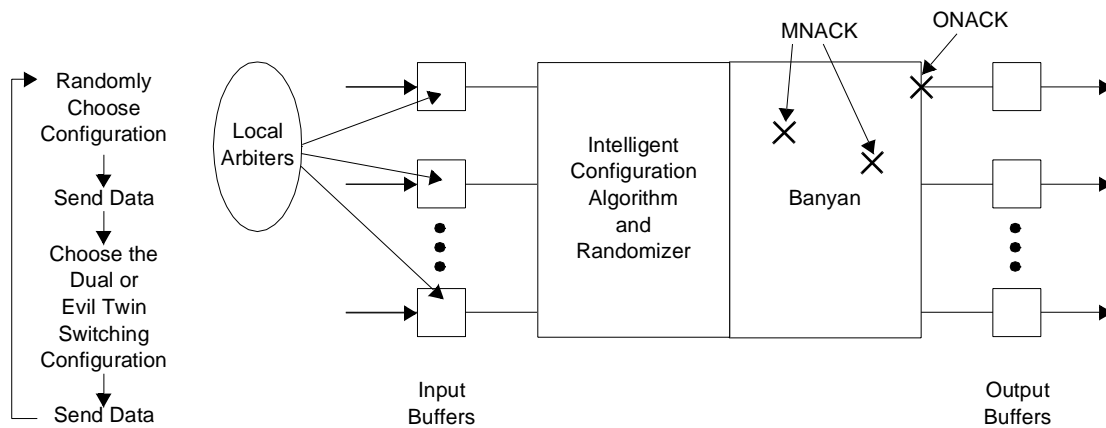 Randomly
Choose
Configuration
Send Data
Choose the
Dual or
Evil Twin
Switching
Configuration
Send Data
Local
Arbiters
Input
Buffers
Intelligent
Configuration
Algorithm
and
Randomizer
MNACK
ONACK
Banyan
Output
Buffers